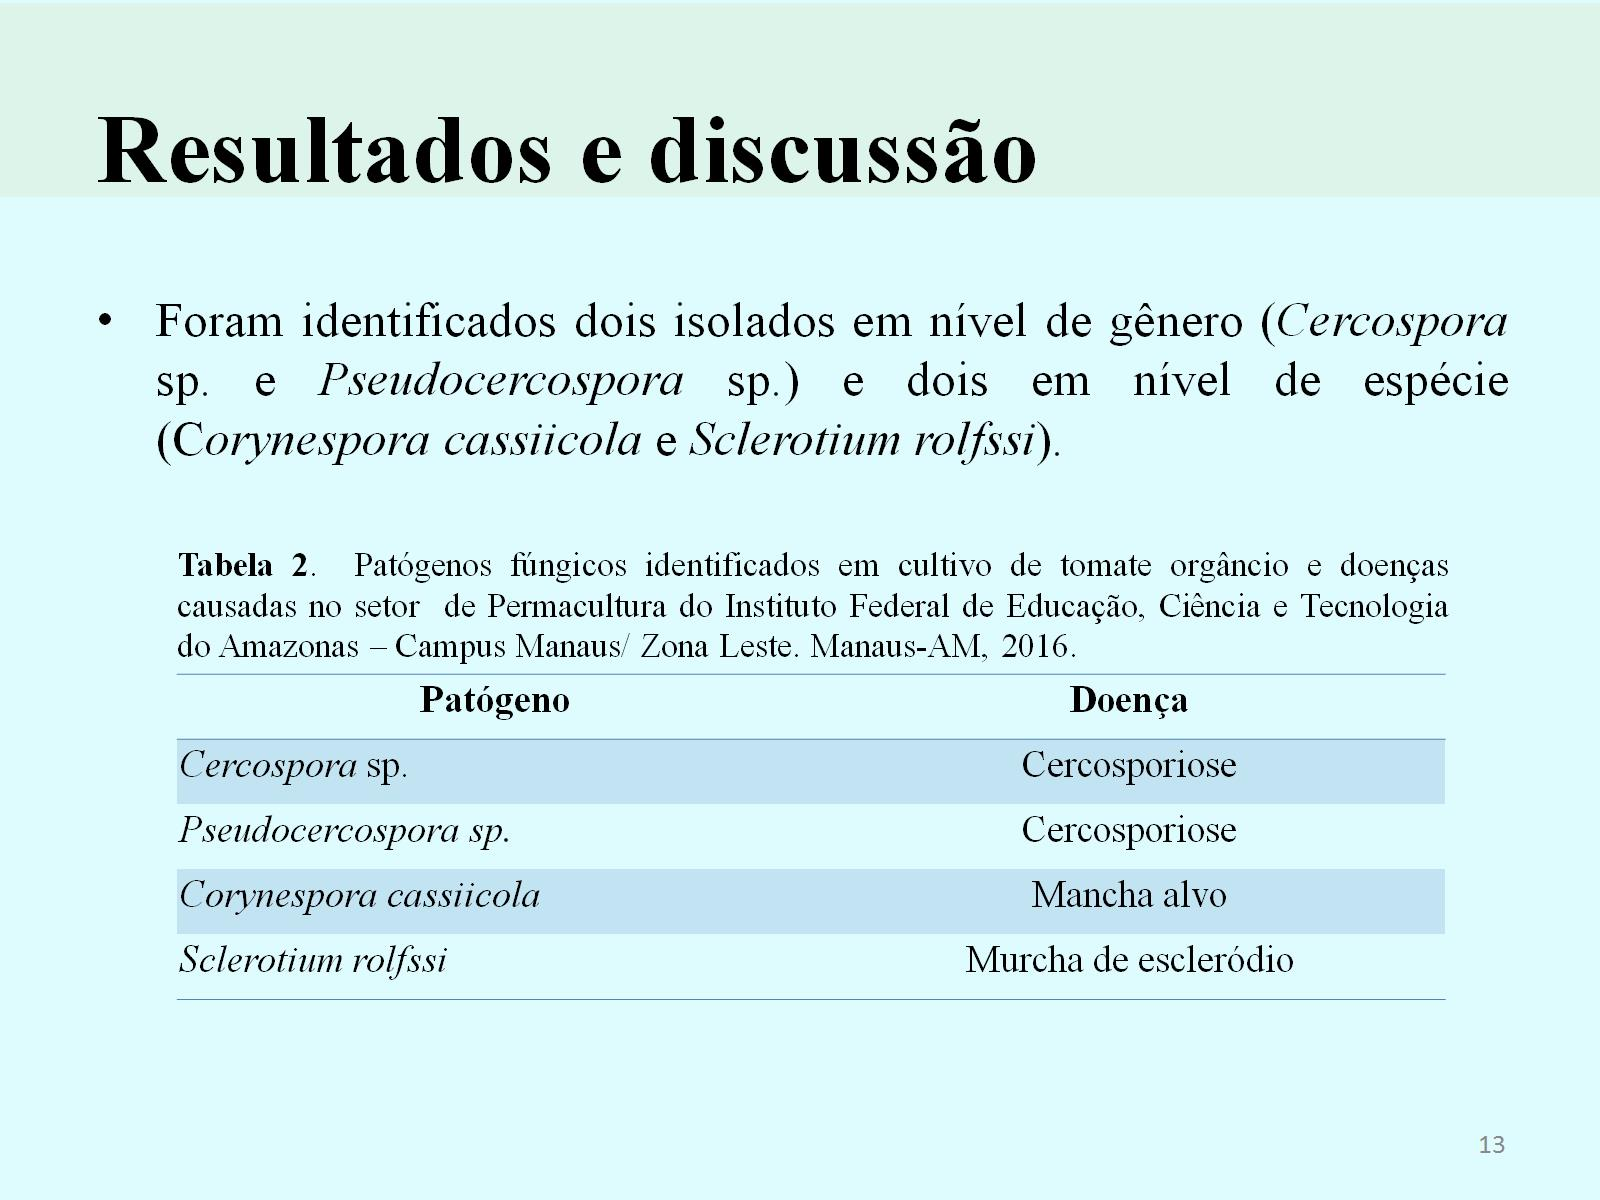 Resultados e discussão
• Foram identificados dois isolados em nível de gênero (Cercospora
sp. e Pseudocercospora sp.) e dois em nível de espécie
(Corynespora cassiicola e Sclerotium rolfssi).
Tabela 2. Patógenos fúngicos identificados em cultivo de tomate orgâncio e doenças
causadas no setor de Permacultura do Instituto Federal de Educação, Ciência e Tecnologia
do Amazonas – Campus Manaus/ Zona Leste. Manaus-AM, 2016.
Patógeno Doença
Cercospora sp. Cercosporiose
Pseudocercospora sp. Cercosporiose
Corynespora cassiicola Mancha alvo
Sclerotium rolfssi Murcha de escleródio
13